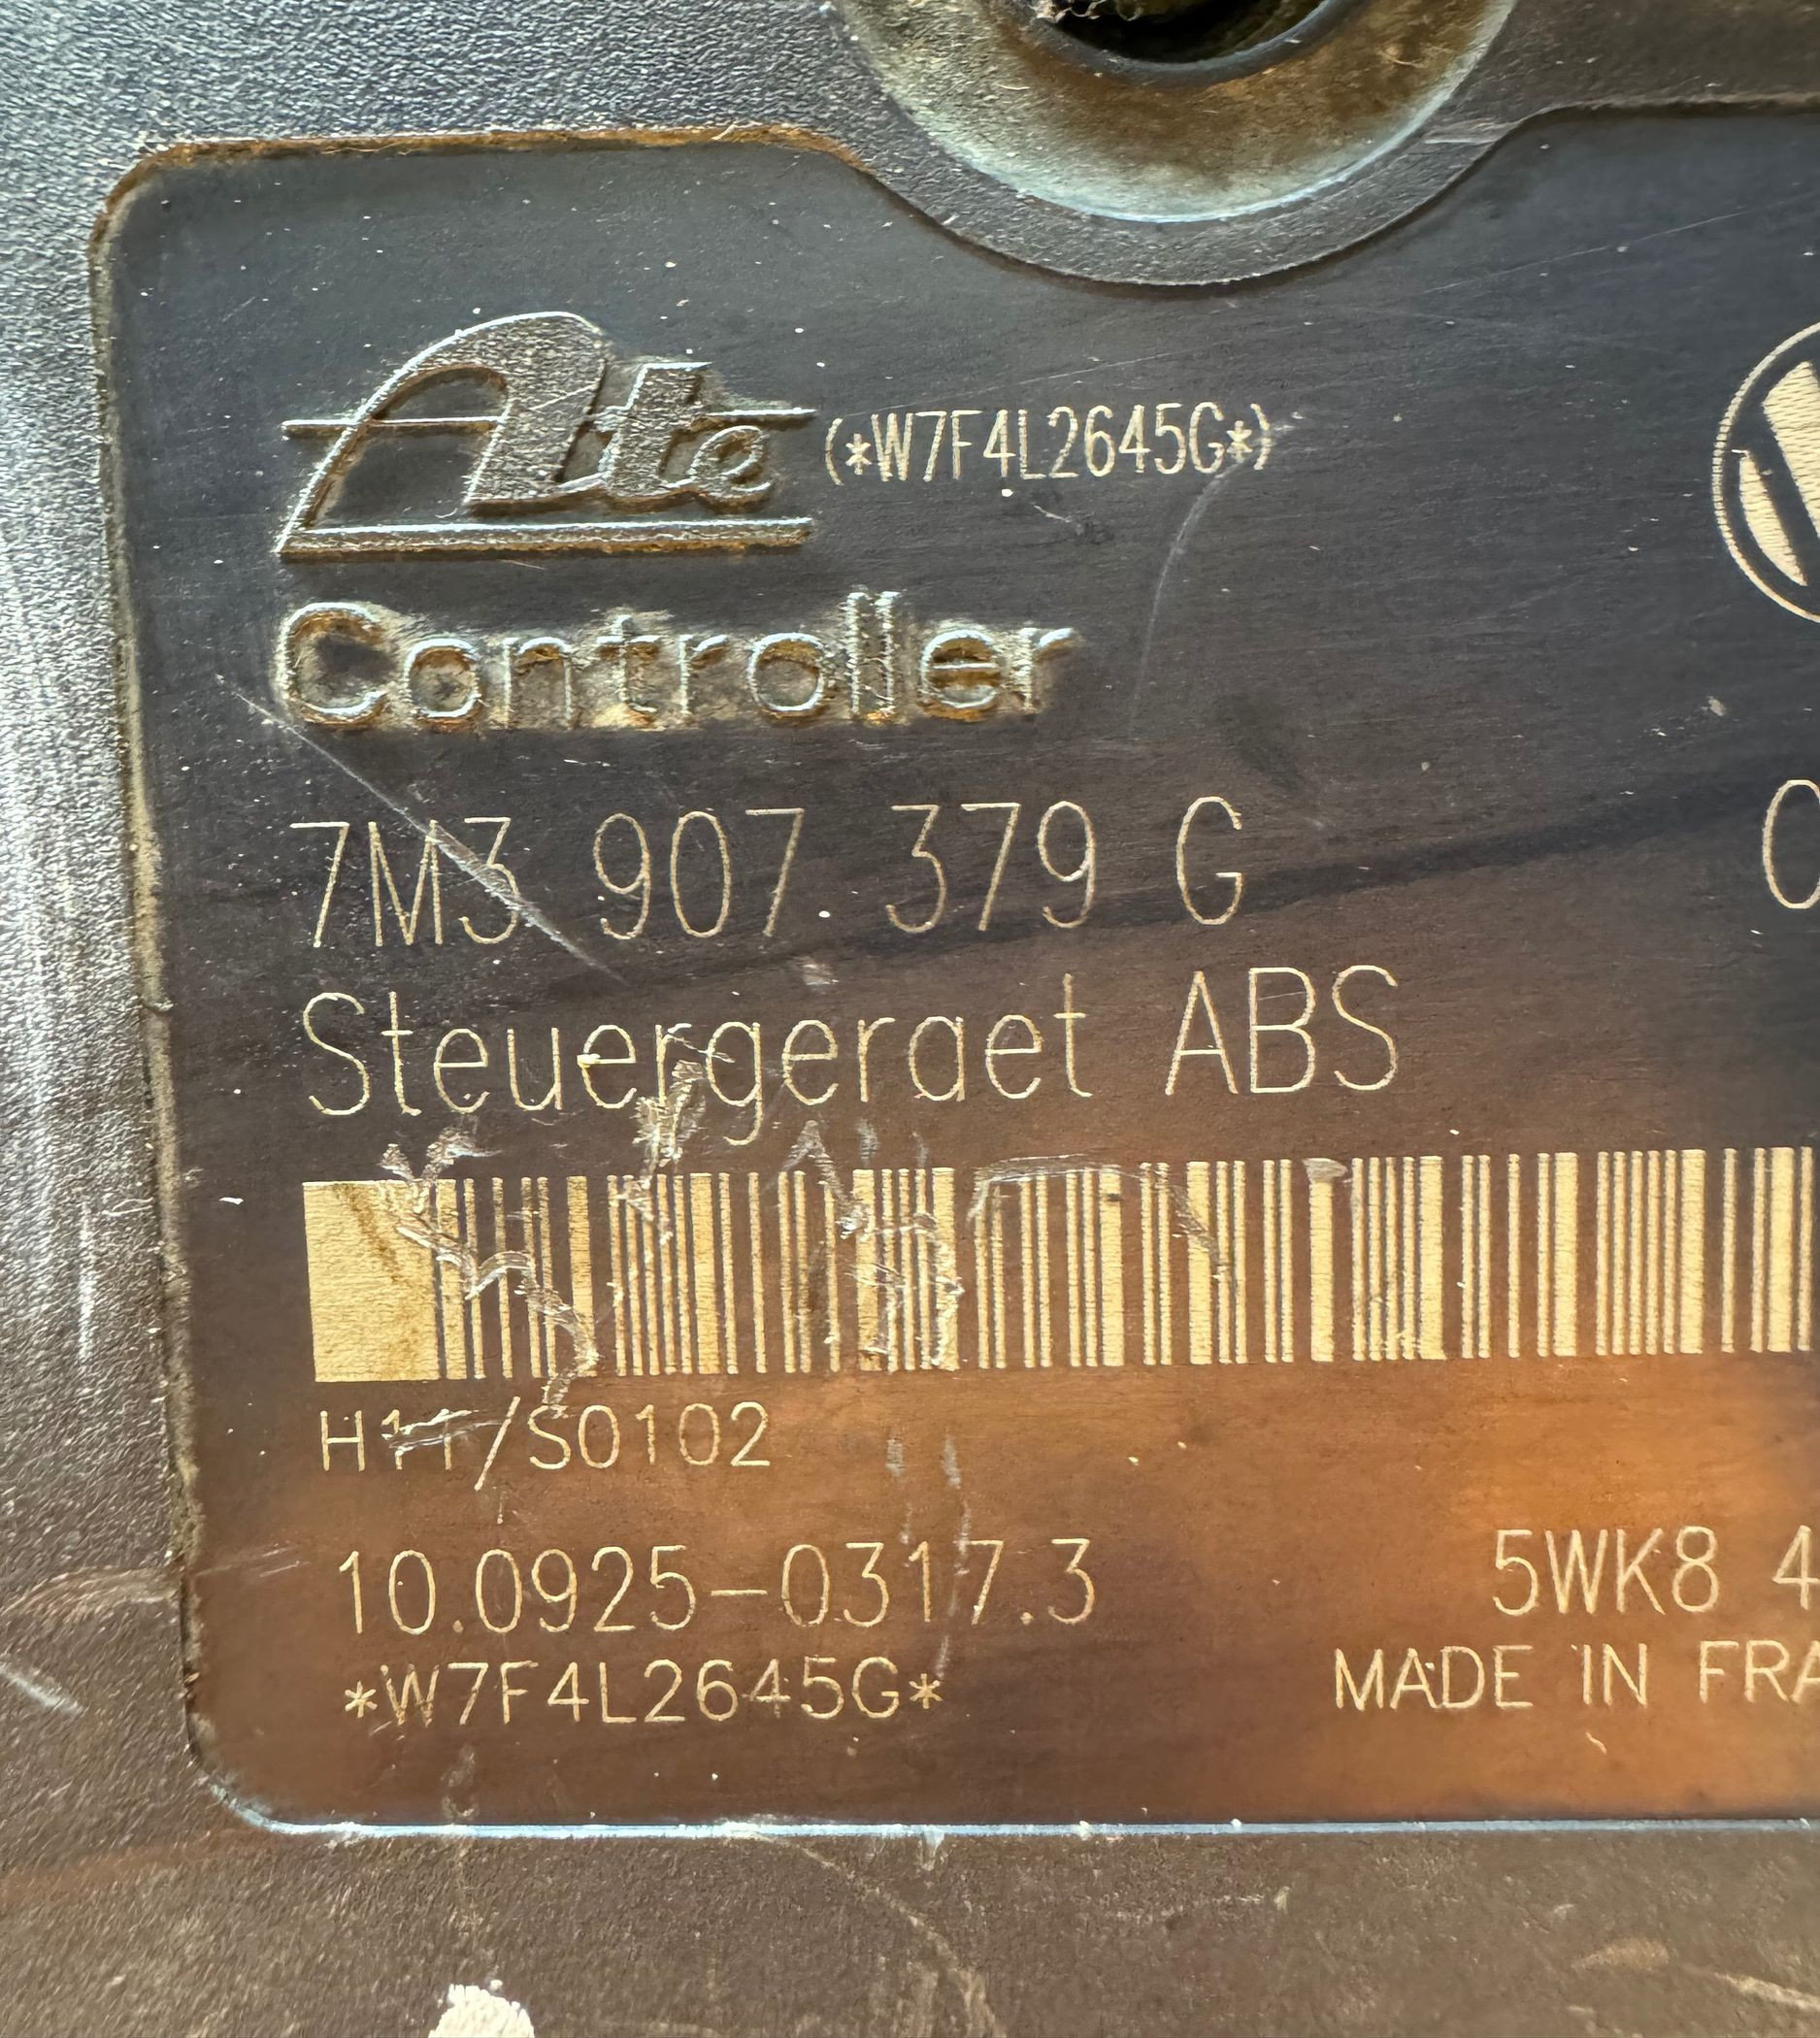 Ate (*W7F4L2645G*)
Controller
7M3 907 379 G 0
Steuergeraet ABS
H11/S0102
10.0925-0317.3 5WK8 4
*W7F4L2645G* MADE IN FRA